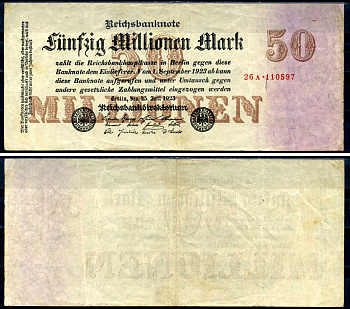 Reichsbanknote
Fünfzig Millionen Mark
50
50
zahlt die Reichsbankhauptkasse in Berlin gegen diese
Banknote dem Einlieferer. Vom 1. September 1923 ab kann
26A·110597
diese Banknote aufgerufen und unter Umtausch gegen
andere gesetzliche Zahlungsmittel eingezogen werden
Berlin, den 25. Juli 1923
Reichsbankdirektorium
MILLIONEN